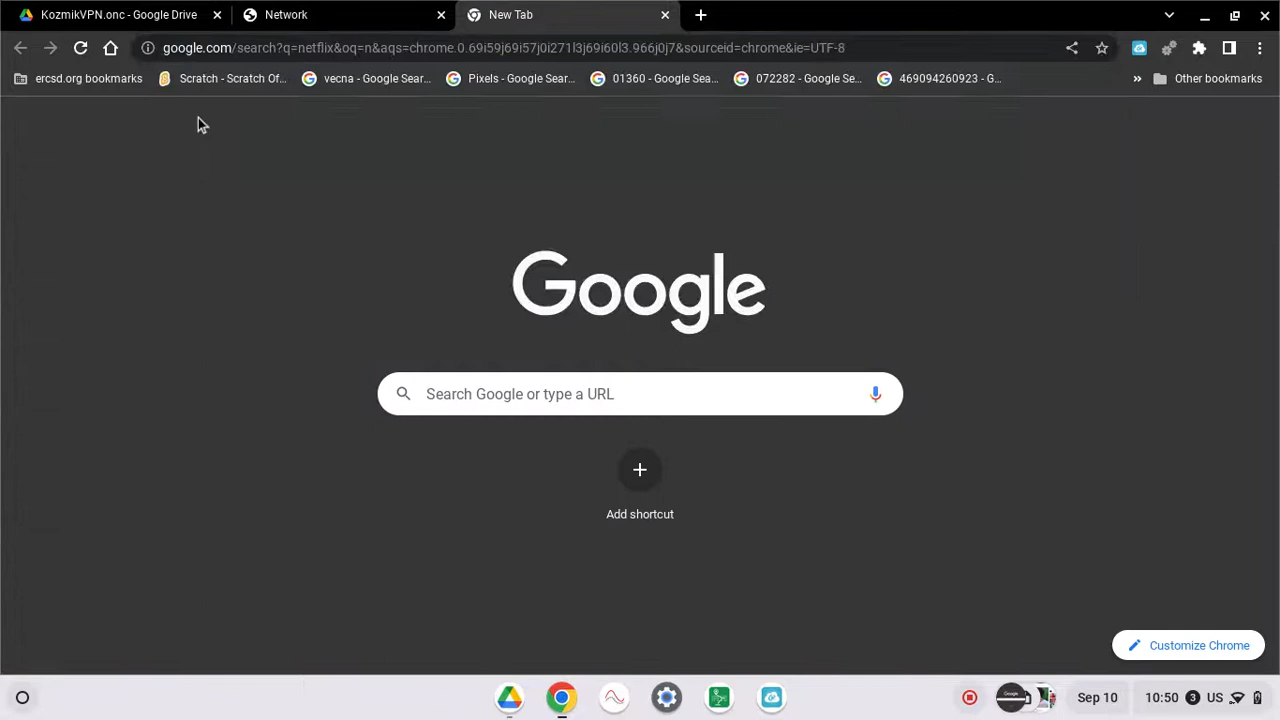 KozmikVPN.onc - Google Drive
Network
New Tab
google.com/search?q=netflix&oq=n&aqs=chrome.0.69i59j69i57j0i271l3j69i60l3.966j0j7&sourceid=chrome&ie=UTF-8
ercsd.org bookmarks
Scratch - Scratch Of...
vecna - Google Sear...
Pixels - Google Sear...
01360 - Google Sea...
072282 - Google Se...
469094260923 - G...
Other bookmarks
Google
Search Google or type a URL
Add shortcut
Customize Chrome
Sep 10
10:50
3
US